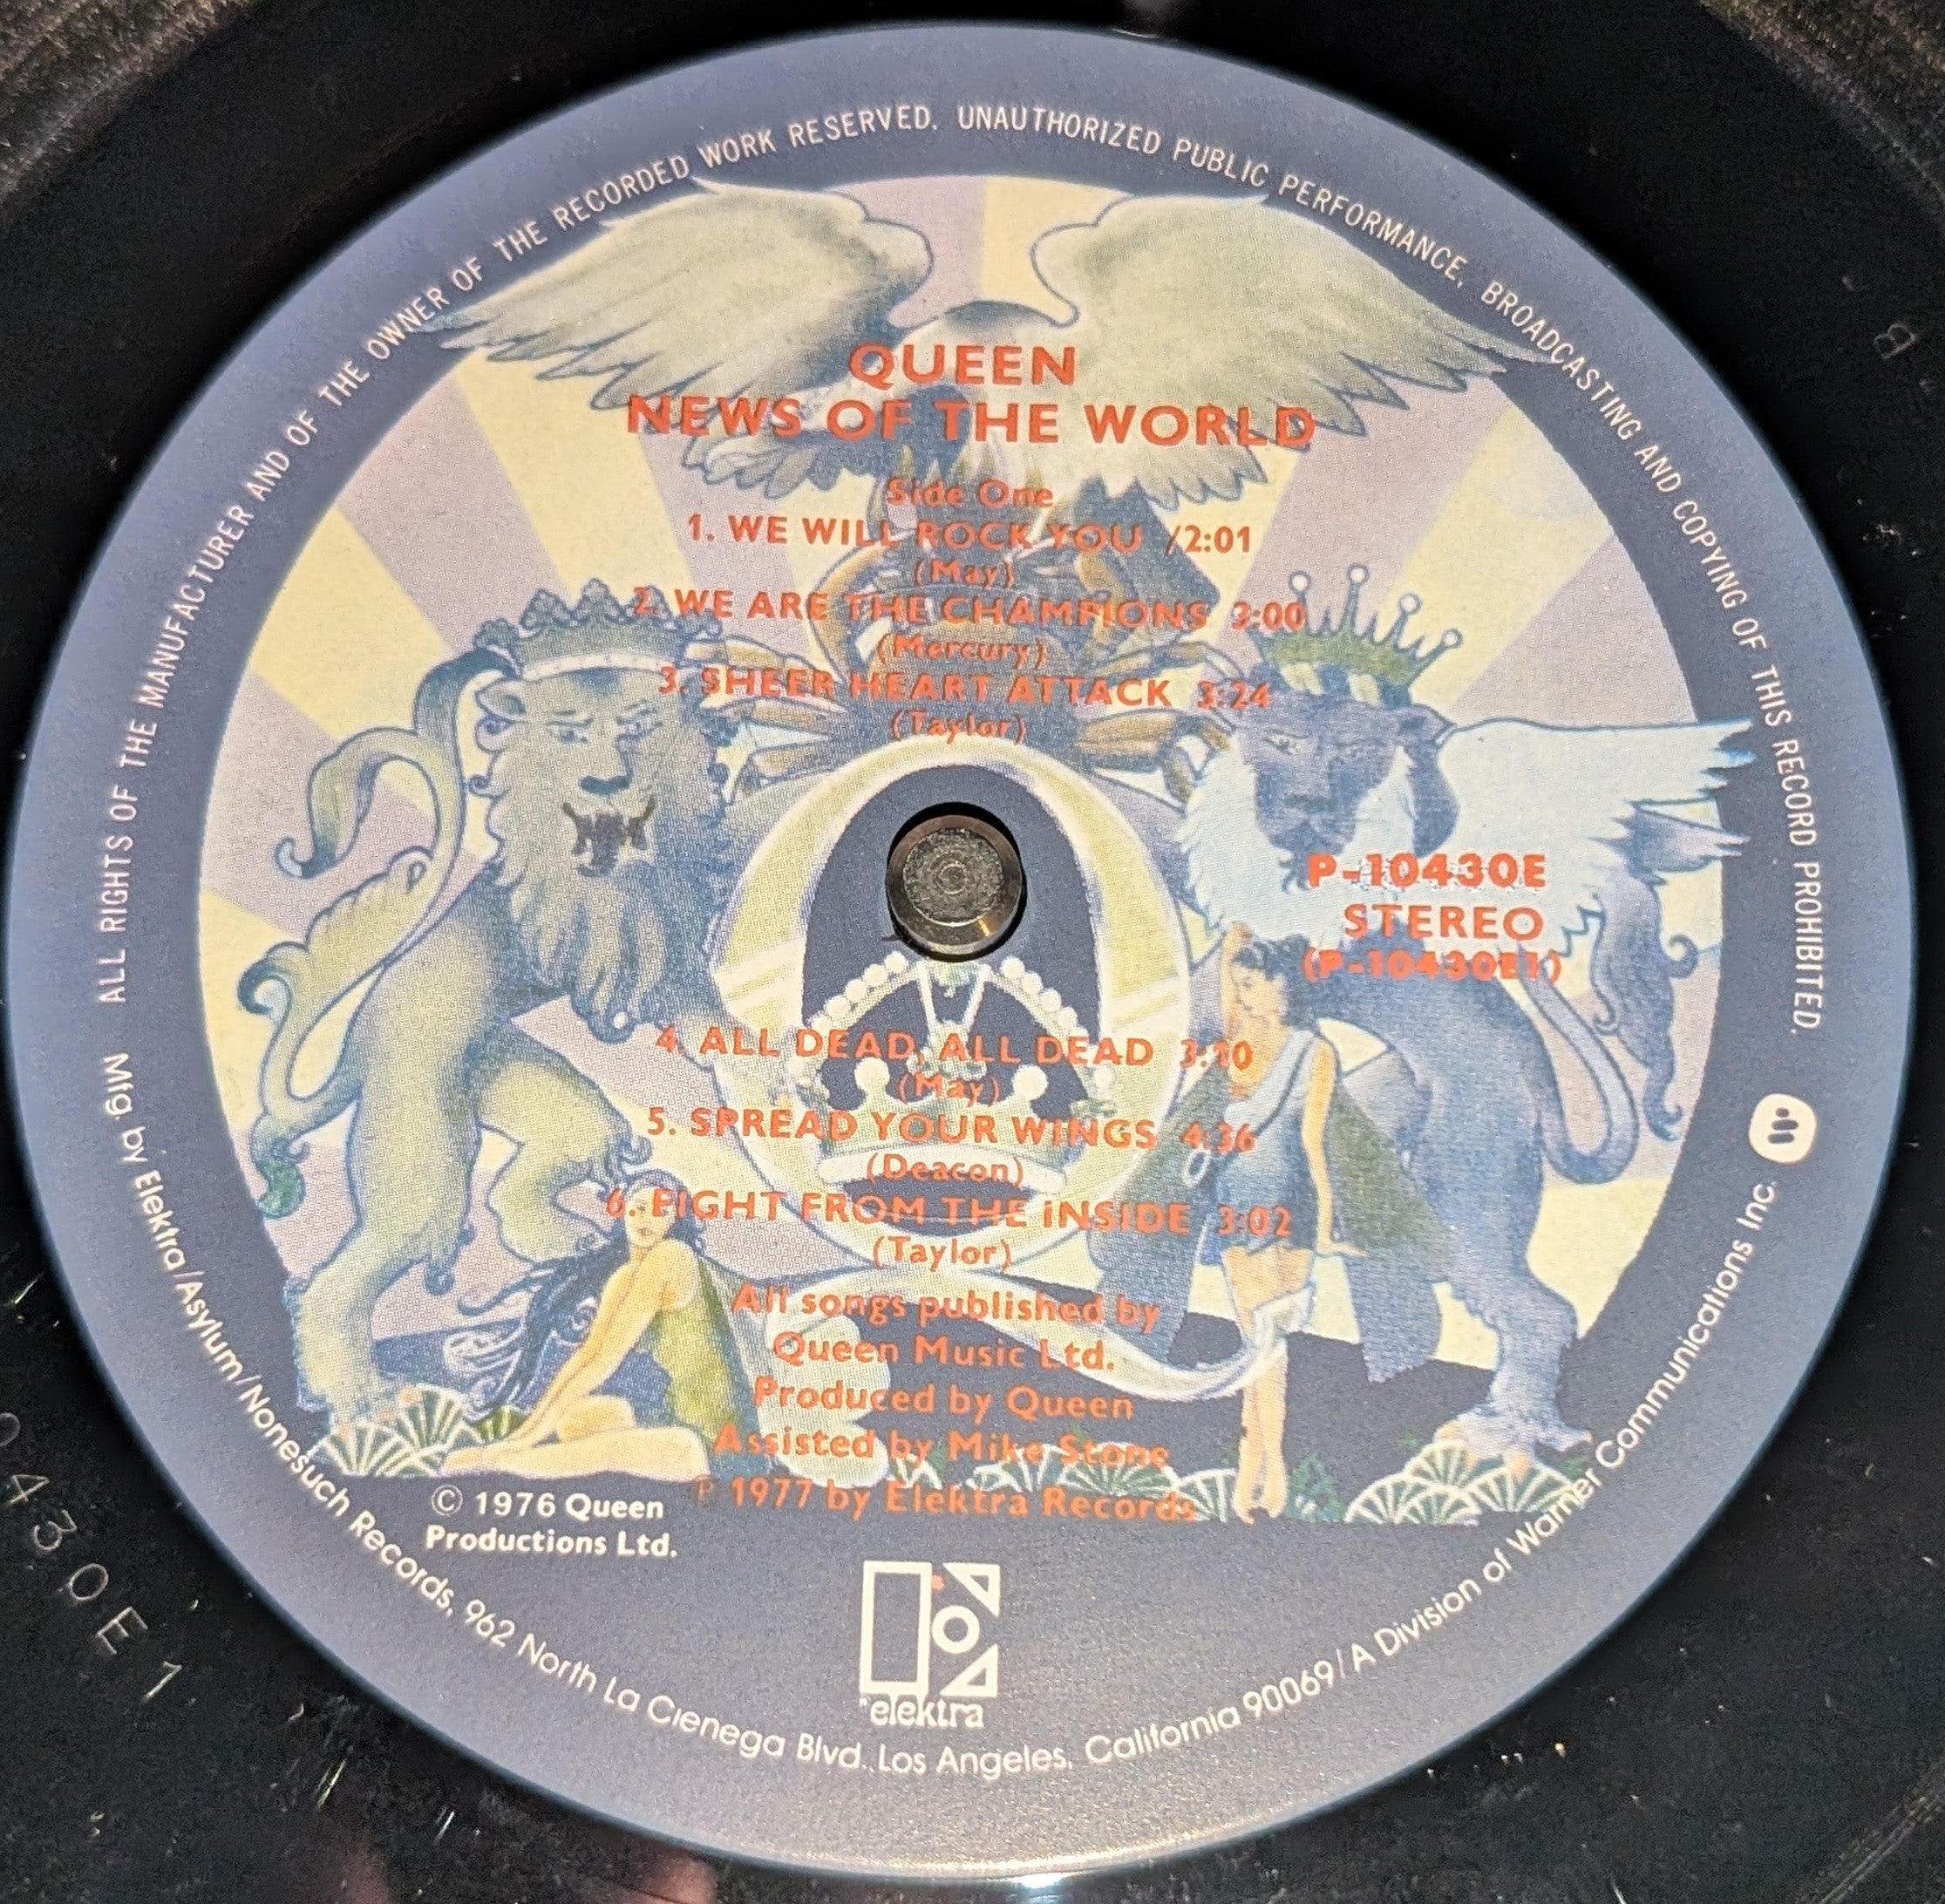 ALL RIGHTS OF THE MANUFACTURER AND OF THE OWNER OF THE RECORDED WORK RESERVED. UNAUTHORIZED PUBLIC PERFORMANCE, BROADCASTING AND COPYING OF THIS RECORD PROHIBITED.
QUEEN
NEWS OF THE WORLD
Side One
1. WE WILL ROCK YOU /2:01
(May)
2. WE ARE THE CHAMPIONS 3:00
(Mercury)
3. SHEER HEART ATTACK 3:24
(Taylor)
P-10430E
STEREO
(P-10430E1)
4. ALL DEAD, ALL DEAD 3:10
(May)
5. SPREAD YOUR WINGS 4:36
(Deacon)
6. FIGHT FROM THE INSIDE 3:02
(Taylor)
All songs published by
Queen Music Ltd.
Produced by Queen
Assisted by Mike Stone
℗ 1977 by Elektra Records
© 1976 Queen
Productions Ltd.
elektra
Mfg. by Elektra/Asylum/Nonesuch Records, 962 North La Cienega Blvd., Los Angeles, California 90069/A Division of Warner Communications Inc.
0430E1